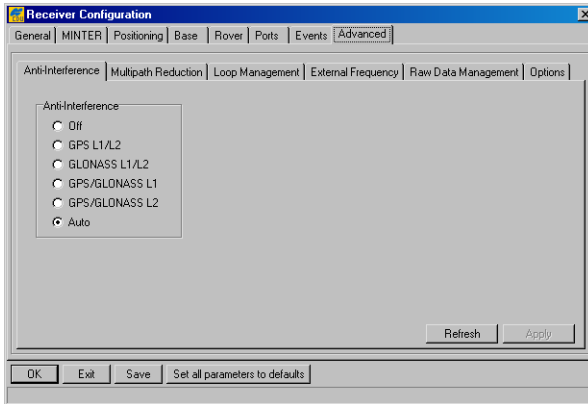 Receiver Configuration
General MINTER Positioning Base Rover Ports Events Advanced
Anti-Interference Multipath Reduction Loop Management External Frequency Raw Data Management Options
Anti-Interference
Off
GPS L1/L2
GLONASS L1/L2
GPS/GLONASS L1
GPS/GLONASS L2
Auto
Refresh Apply
OK Exit Save Set all parameters to defaults